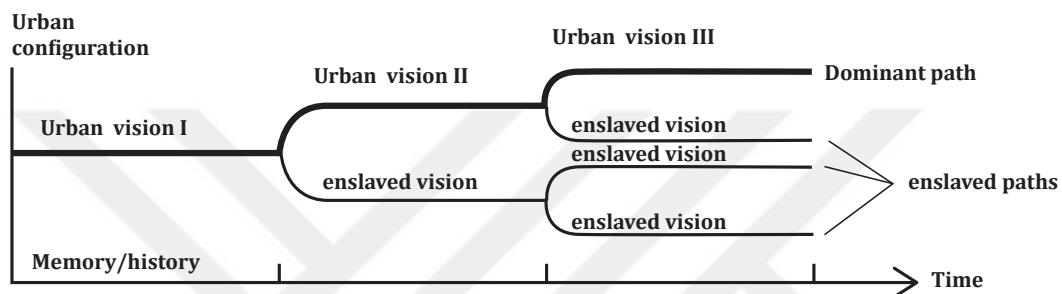 Urban
configuration
Urban vision III
Urban vision II
Dominant path
Urban vision I
enslaved vision
enslaved vision
enslaved vision
enslaved paths
enslaved vision
Memory/history
Time